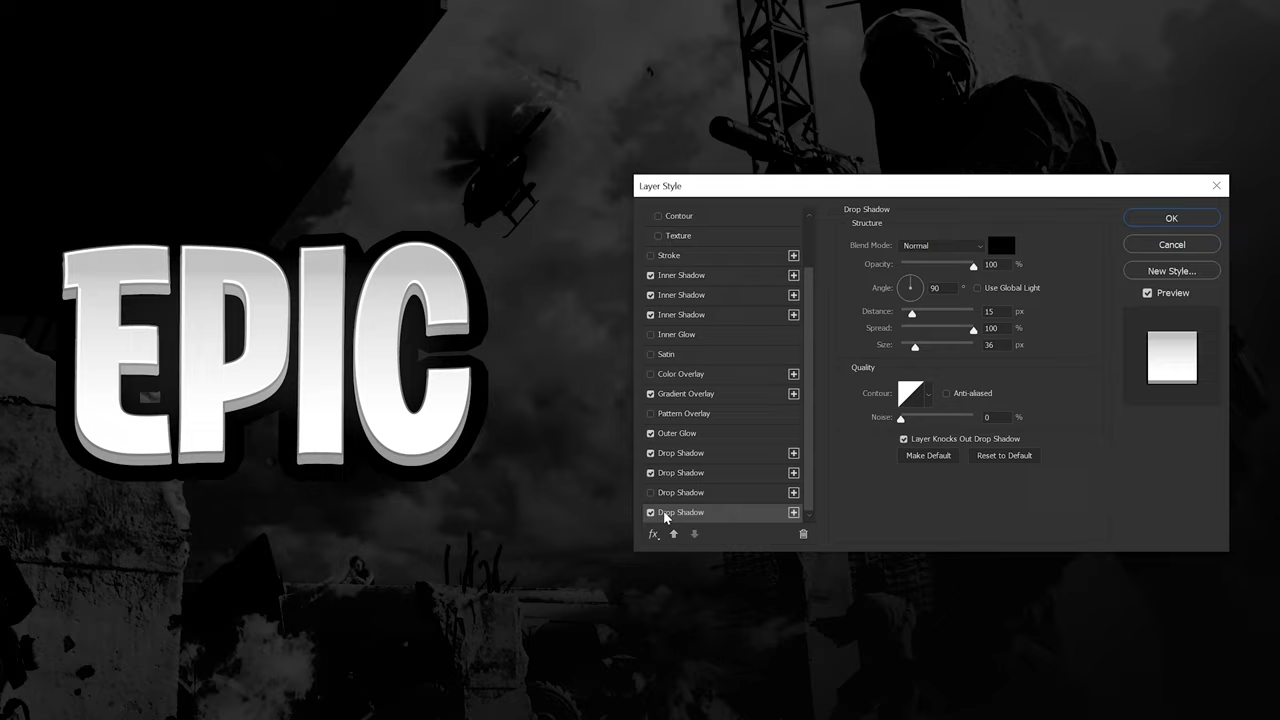 EPIC
Layer Style
Contour
Texture
Stroke
Inner Shadow
Inner Shadow
Inner Shadow
Inner Glow
Satin
Color Overlay
Gradient Overlay
Pattern Overlay
Outer Glow
Drop Shadow
Drop Shadow
Drop Shadow
Drop Shadow
fx
Drop Shadow
Structure
Blend Mode: Normal
Opacity: 100 %
Angle: 90 ° Use Global Light
Distance: 15 px
Spread: 100 %
Size: 36 px
Quality
Contour: Anti-aliased
Noise: 0 %
Layer Knocks Out Drop Shadow
Make Default Reset to Default
OK
Cancel
New Style...
Preview